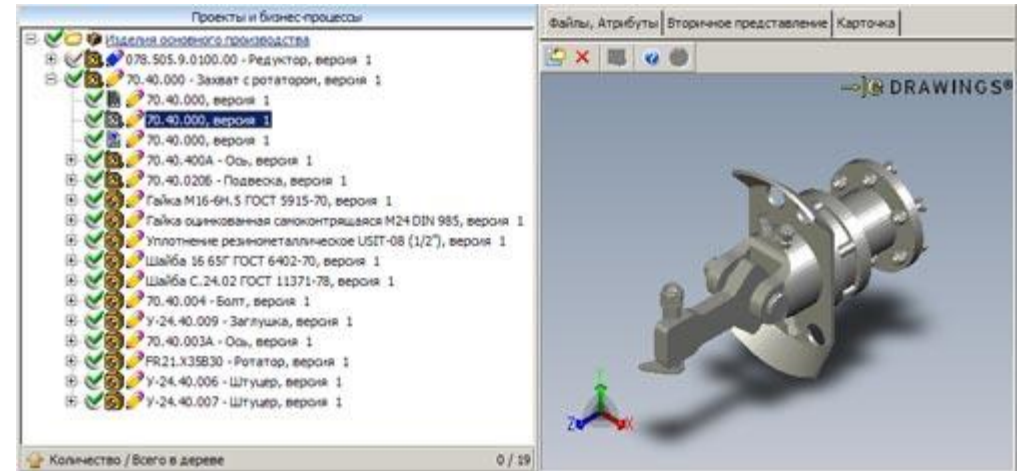 Проекты и бизнес-процессы
Изделия основного производства
078.505.9.0100.00 - Редуктор, версия 1
70.40.000 - Захват с ротатором, версия 1
70.40.000, версия 1
70.40.000, версия 1
70.40.000, версия 1
70.40.400А - Ось, версия 1
70.40.020Б - Подвеска, версия 1
Гайка М16-6Н.5 ГОСТ 5915-70, версия 1
Гайка оцинкованная самоконтрящаяся М24 DIN 985, версия 1
Уплотнение резинометаллическое USIT-08 (1/2"), версия 1
Шайба 16 65Г ГОСТ 6402-70, версия 1
Шайба С.24.02 ГОСТ 11371-78, версия 1
70.40.004 - Болт, версия 1
У-24.40.009 - Заглушка, версия 1
70.40.003А - Ось, версия 1
FR21.X35B30 - Ротатор, версия 1
У-24.40.006 - Штуцер, версия 1
У-24.40.007 - Штуцер, версия 1
Количество / Всего в дереве 0 / 19
Файлы, Атрибуты Вторичное представление Карточка
DRAWINGS®
Y
Z X